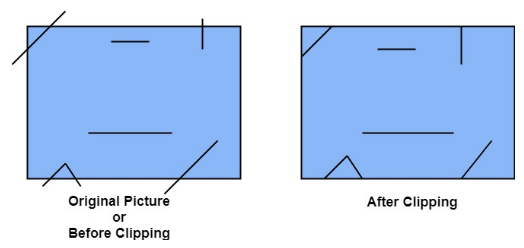 Original Picture
or
Before Clipping
After Clipping